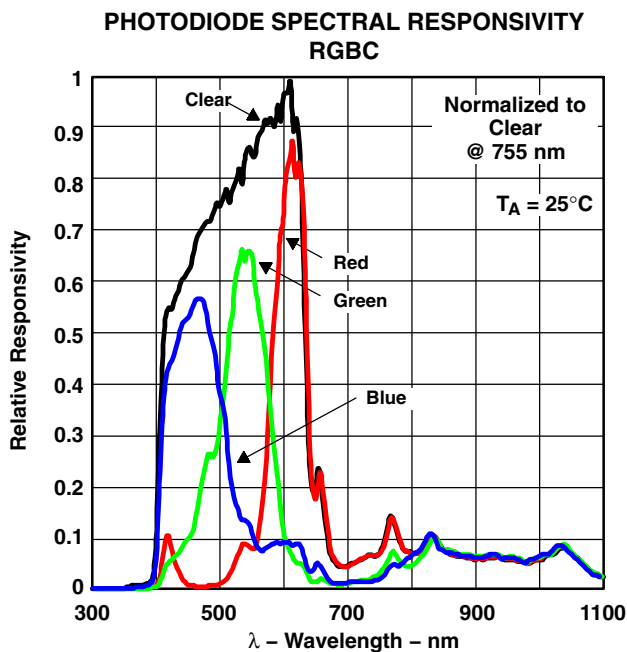 PHOTODIODE SPECTRAL RESPONSIVITY
RGBC
1
Clear
Normalized to
Clear
@ 755 nm
0.9
0.8
TA = 25°C
0.7
Red
0.6
Green
Relative Responsivity
0.5
0.4
Blue
0.3
0.2
0.1
0
300
500
700
900
1100
λ – Wavelength – nm